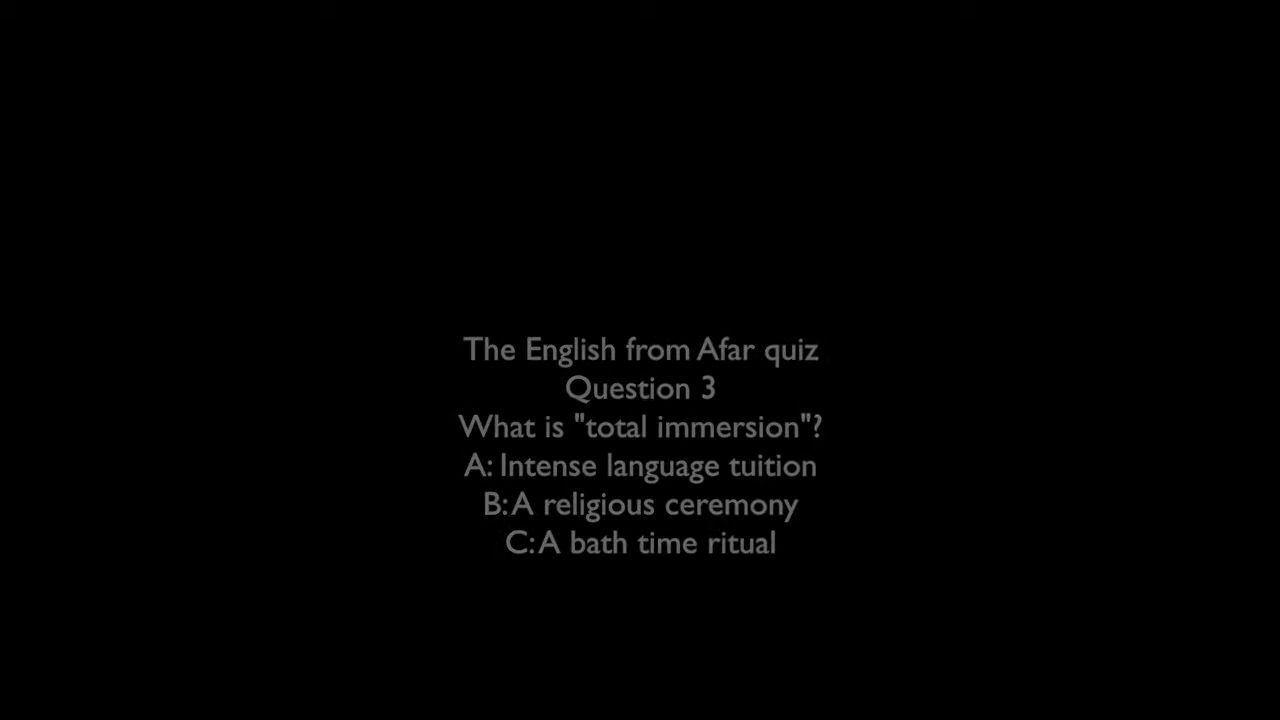 The English from Afar quiz
Question 3
What is "total immersion"?
A: Intense language tuition
B: A religious ceremony
C: A bath time ritual